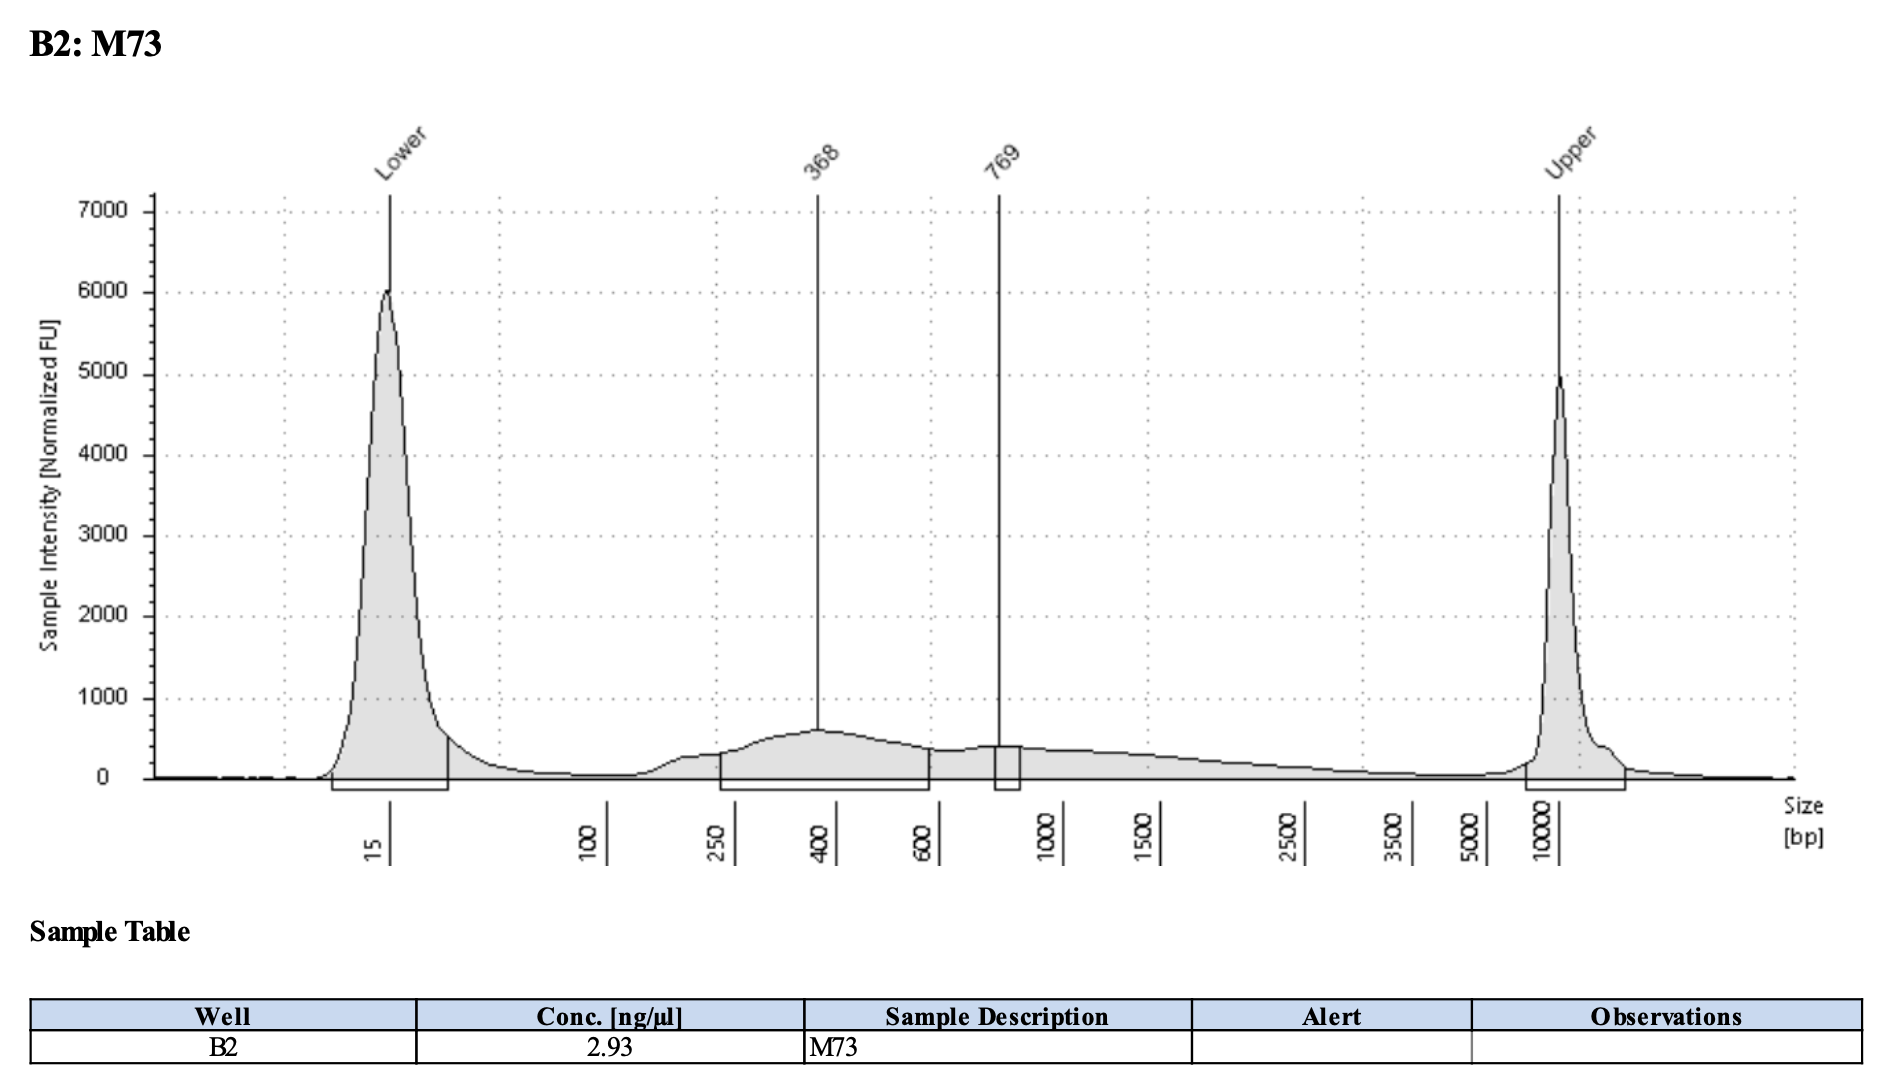 B2: M73
Lower
368
769
Upper
Sample Intensity [Normalized FU]
7000
6000
5000
4000
3000
2000
1000
0
15
100
250
400
600
1000
1500
2500
3500
5000
10000
Size
[bp]
Sample Table
Well Conc. [ng/µl] Sample Description Alert Observations
B2 2.93 M73